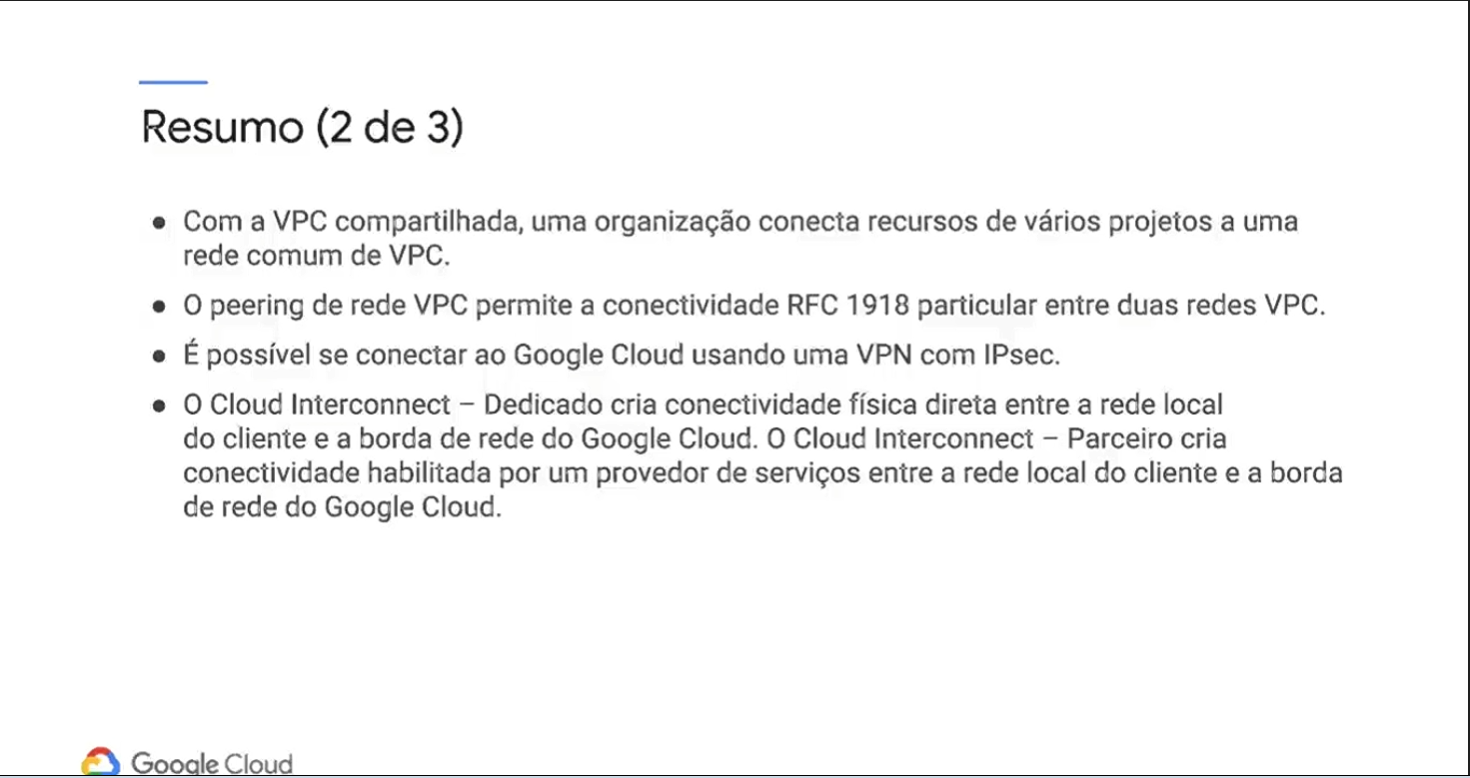 Resumo (2 de 3)
● Com a VPC compartilhada, uma organização conecta recursos de vários projetos a uma
rede comum de VPC.
● O peering de rede VPC permite a conectividade RFC 1918 particular entre duas redes VPC.
● É possível se conectar ao Google Cloud usando uma VPN com IPsec.
● O Cloud Interconnect – Dedicado cria conectividade física direta entre a rede local
do cliente e a borda de rede do Google Cloud. O Cloud Interconnect – Parceiro cria
conectividade habilitada por um provedor de serviços entre a rede local do cliente e a borda
de rede do Google Cloud.
Google Cloud